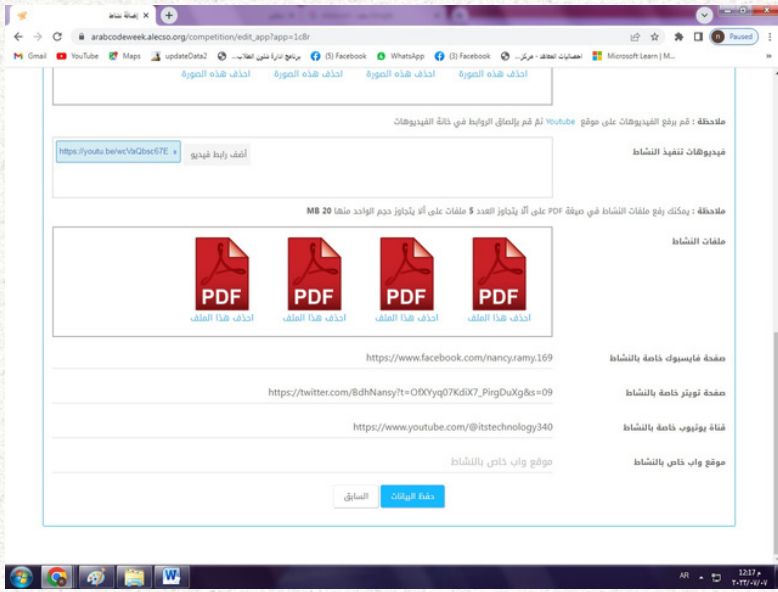 إضافة نشاط
arabcodeweek.alecso.org/competition/edit_app?app=1c8r
Paused
Gmail YouTube Maps updateData2 (5) Facebook WhatsApp (3) Facebook Microsoft Learn | M...
احذف هذه الصورة احذف هذه الصورة احذف هذه الصورة احذف هذه الصورة
ملاحظة : قم برفع الفيديوهات على موقع Youtube ثمّ قم بإلصاق الروابط في خانة الفيديوهات
فيديوهات تنفيذ النشاط
أضف رابط فيديو
https://youtu.be/wcVaQbsc67E x
ملاحظة : يمكنك رفع ملفات النشاط في صيغة PDF على ألّا يتجاوز العدد 5 ملفات على ألا يتجاوز حجم الواحد منها 20 MB
ملفات النشاط
PDF PDF PDF PDF
احذف هذا الملف احذف هذا الملف احذف هذا الملف احذف هذا الملف
صفحة فايسبوك خاصة بالنشاط
https://www.facebook.com/nancy.ramy.169
صفحة تويتر خاصة بالنشاط
https://twitter.com/BdhNansy?t=OfXYyq07KdiX7_PirgDuXg&s=09
قناة يوتيوب خاصة بالنشاط
https://www.youtube.com/@itstechnology340
موقع واب خاص بالنشاط
موقع واب خاص بالنشاط
حفظ البيانات السابق
AR
12:17 م
٢٠٢٣/٠٧/٠٧